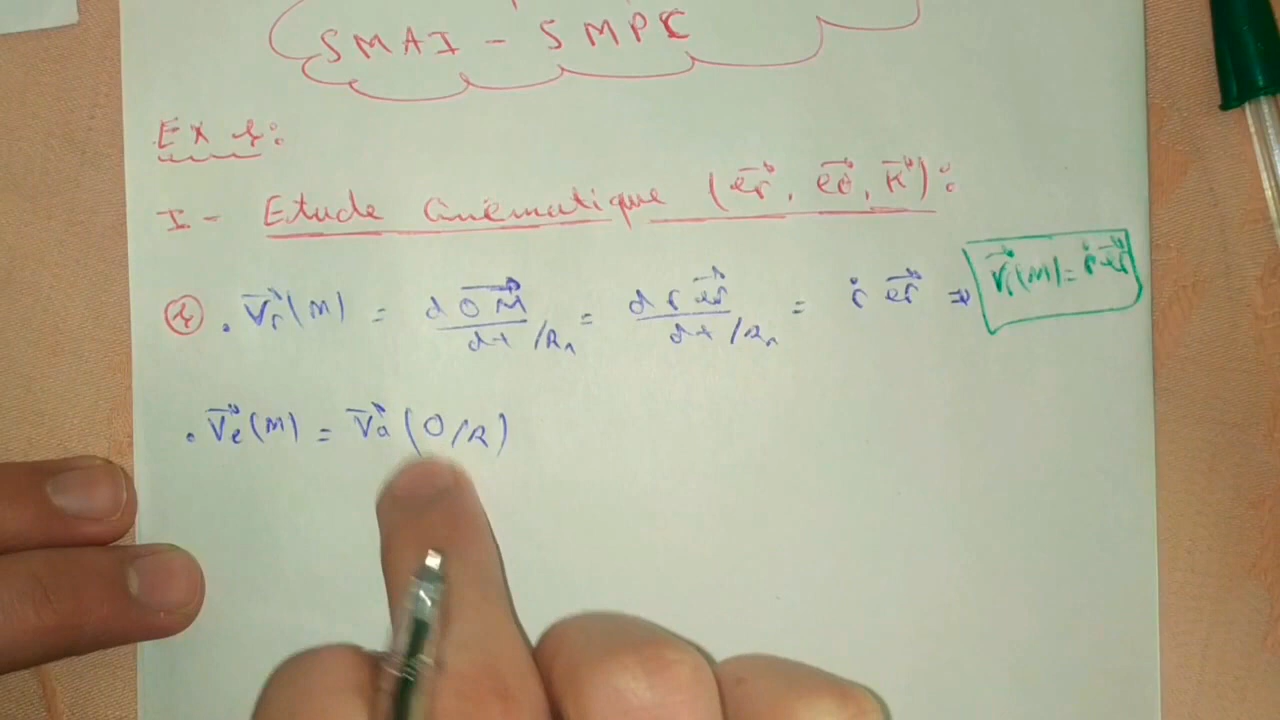 SMAI - SMPC
Ex 1:
I - Etude Cinématique (er→, eθ→, K→):
① . Vr→(M) = d OM→/dt /R₁ = d r er→/dt /R₁ = ṙ er→ ⇒ Vr→(M) = ṙ er→
. Ve→(M) = Va→(O/R)